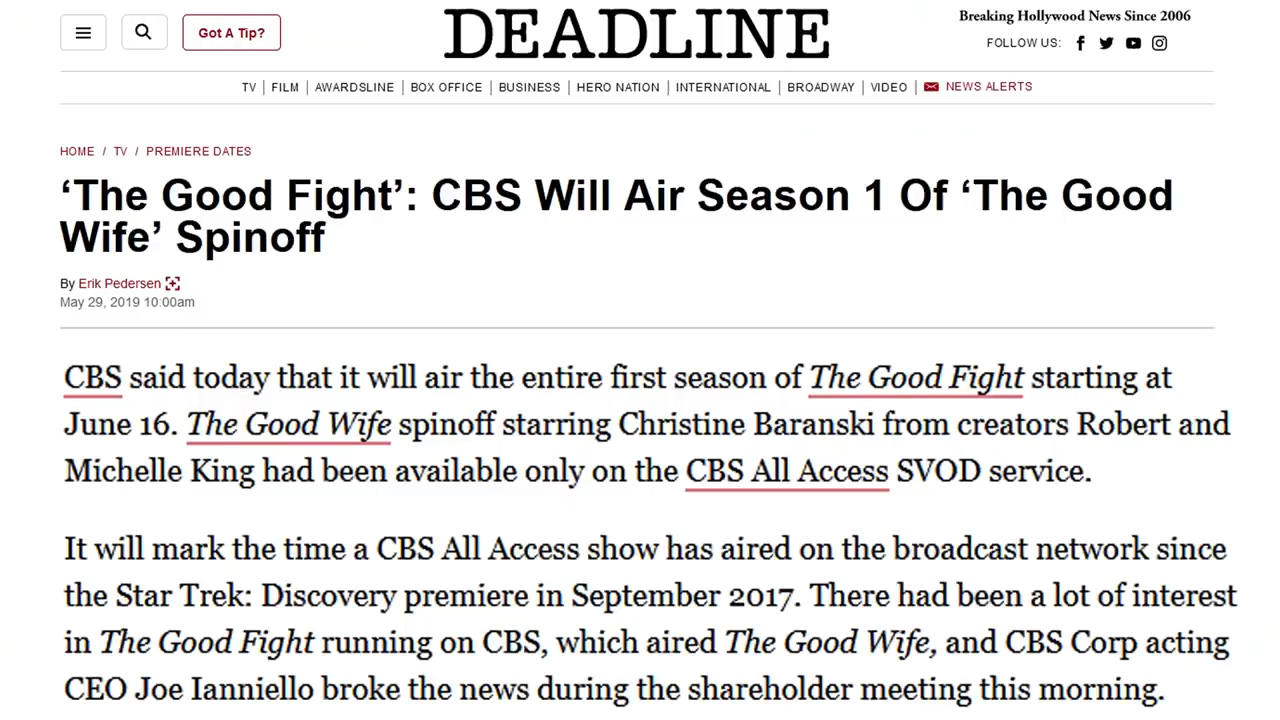 Got A Tip?
DEADLINE
Breaking Hollywood News Since 2006
FOLLOW US:
TV | FILM | AWARDSLINE | BOX OFFICE | BUSINESS | HERO NATION | INTERNATIONAL | BROADWAY | VIDEO | NEWS ALERTS
HOME / TV / PREMIERE DATES
‘The Good Fight’: CBS Will Air Season 1 Of ‘The Good
Wife’ Spinoff
By Erik Pedersen
May 29, 2019 10:00am
CBS said today that it will air the entire first season of The Good Fight starting at
June 16. The Good Wife spinoff starring Christine Baranski from creators Robert and
Michelle King had been available only on the CBS All Access SVOD service.
It will mark the time a CBS All Access show has aired on the broadcast network since
the Star Trek: Discovery premiere in September 2017. There had been a lot of interest
in The Good Fight running on CBS, which aired The Good Wife, and CBS Corp acting
CEO Joe Ianniello broke the news during the shareholder meeting this morning.